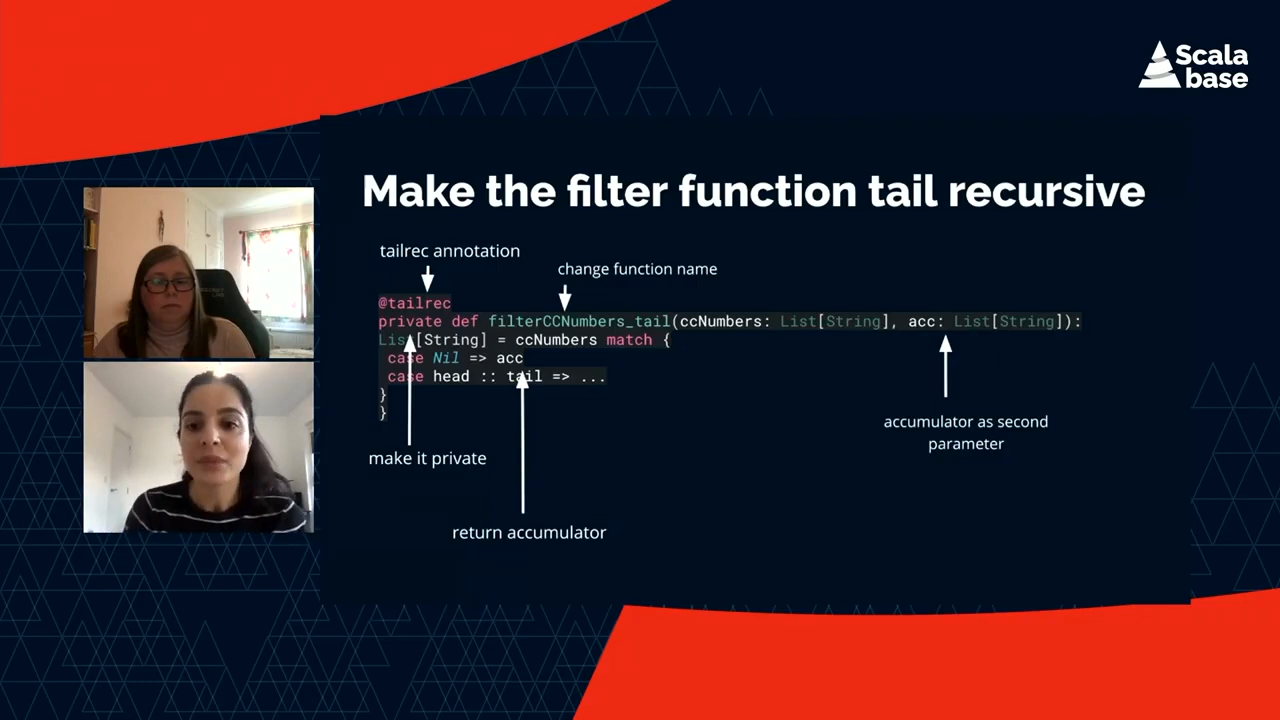 Scala
base
Make the filter function tail recursive
tailrec annotation
change function name
@tailrec
private def filterCCNumbers_tail(ccNumbers: List[String], acc: List[String]):
List[String] = ccNumbers match {
case Nil => acc
case head :: tail => ...
}
}
accumulator as second
parameter
make it private
return accumulator